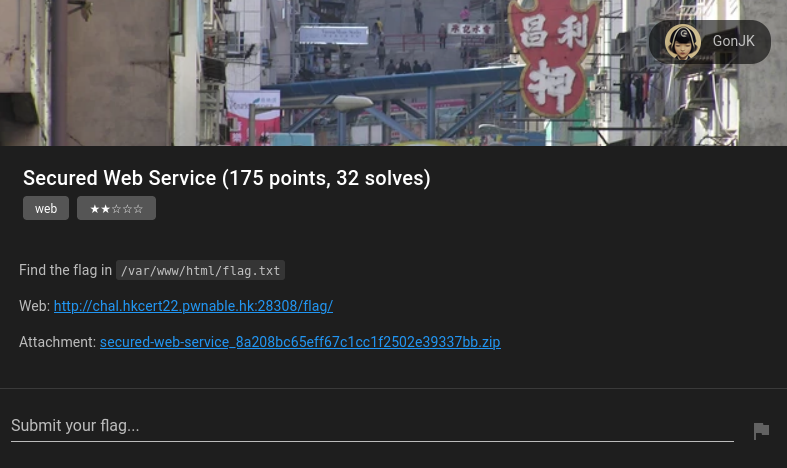 昌利
押
GonJK
Secured Web Service (175 points, 32 solves)
web
★★☆☆☆
Find the flag in /var/www/html/flag.txt
Web: http://chal.hkcert22.pwnable.hk:28308/flag/
Attachment: secured-web-service_8a208bc65eff67c1cc1f2502e39337bb.zip
Submit your flag...